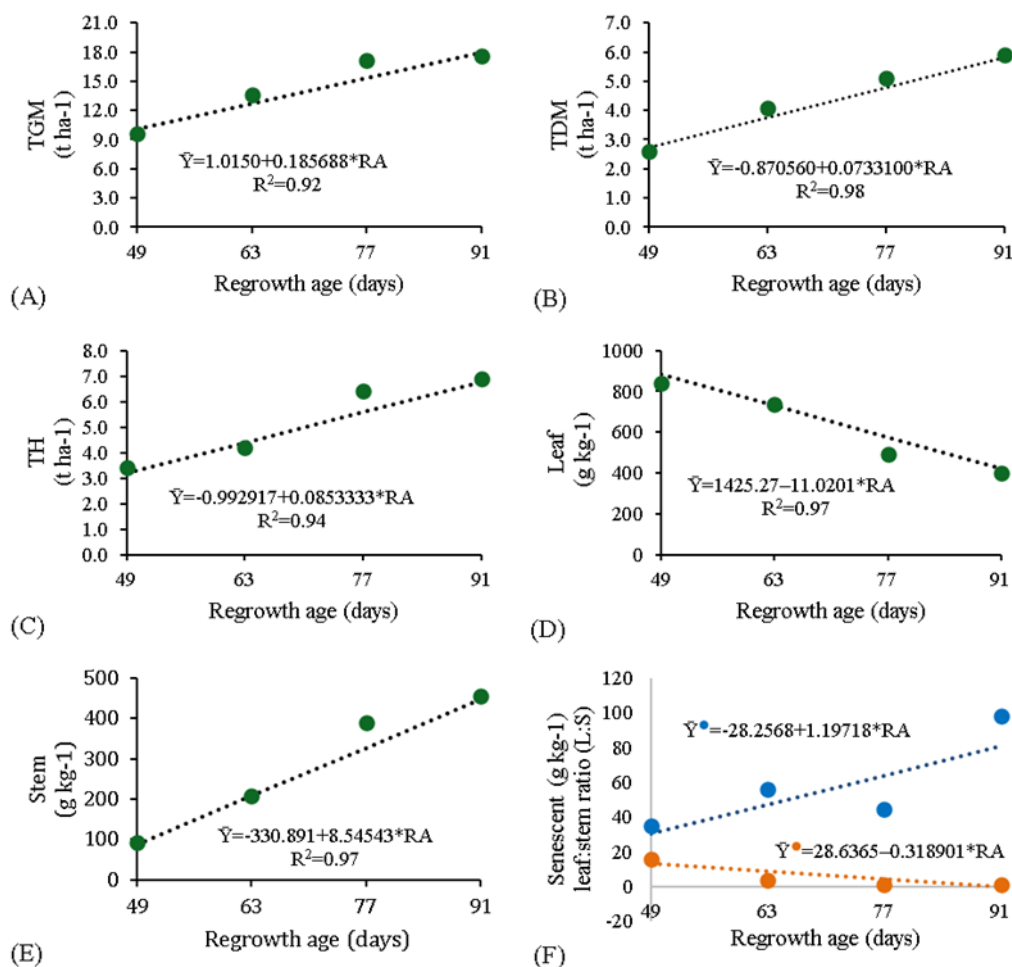 21.0
18.0
15.0
12.0
9.0
6.0
3.0
0.0
TGM
(t ha-1)
Ȳ=1.0150+0.185688*RA
R²=0.92
49 63 77 91
Regrowth age (days)
(A)
7.0
6.0
5.0
4.0
3.0
2.0
1.0
0.0
TDM
(t ha-1)
Ȳ=-0.870560+0.0733100*RA
R²=0.98
49 63 77 91
Regrowth age (days)
(B)
8.0
7.0
6.0
5.0
4.0
3.0
2.0
1.0
0.0
TH
(t ha-1)
Ȳ=-0.992917+0.0853333*RA
R²=0.94
49 63 77 91
Regrowth age (days)
(C)
1000
800
600
400
200
0
Leaf
(g kg-1)
Ȳ=1425.27–11.0201*RA
R²=0.97
49 63 77 91
Regrowth age (days)
(D)
500
400
300
200
100
0
Stem
(g kg-1)
Ȳ=-330.891+8.54543*RA
R²=0.97
49 63 77 91
Regrowth age (days)
(E)
120
100
80
60
40
20
0
-20
Senescent (g kg-1)
leaf:stem ratio (L:S)
Ȳ●=-28.2568+1.19718*RA
Ȳ●=28.6365–0.318901*RA
49 63 77 91
Regrowth age (days)
(F)